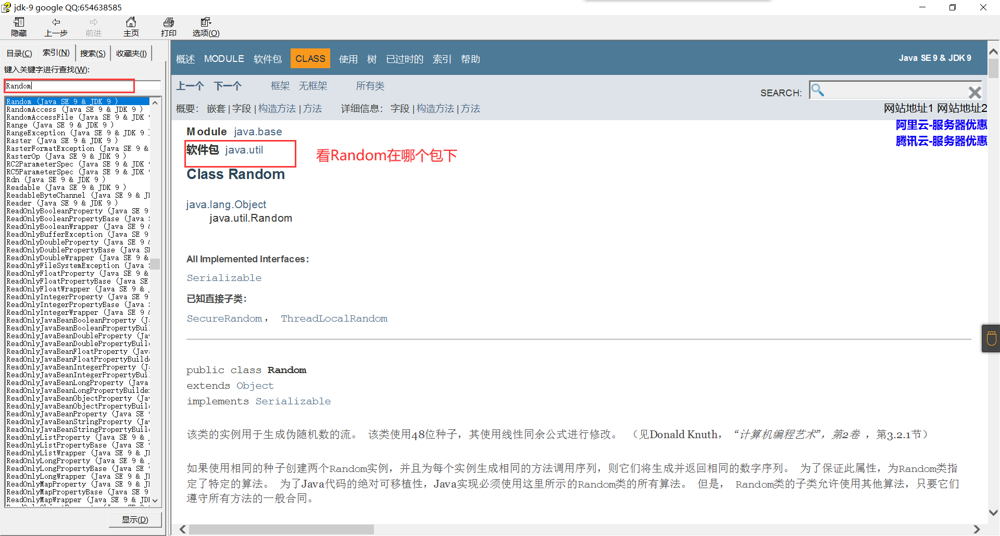 jdk-9 google QQ:654638585
隐藏 上一步 前进 主页 打印 选项(O)
目录(C) 索引(N) 搜索(S) 收藏夹(I)
键入关键字进行查找(W):
Random
Random (Java SE 9 & JDK 9 )
RandomAccess (Java SE 9 & JDK 9 )
RandomAccessFile (Java SE 9 & JDK
Range (Java SE 9 & JDK 9 )
RangeException (Java SE 9 & JDK 9 )
Raster (Java SE 9 & JDK 9 )
RasterFormatException (Java SE 9 &
RasterOp (Java SE 9 & JDK 9 )
RC2ParameterSpec (Java SE 9 & JDK
RC5ParameterSpec (Java SE 9 & JDK
Rdn (Java SE 9 & JDK 9 )
Readable (Java SE 9 & JDK 9 )
ReadableByteChannel (Java SE 9 & J
Reader (Java SE 9 & JDK 9 )
ReadOnlyBooleanProperty (Java SE 9
ReadOnlyBooleanPropertyBase (Java
ReadOnlyBooleanWrapper (Java SE 9
ReadOnlyBufferException (Java SE 9
ReadOnlyDoubleProperty (Java SE 9
ReadOnlyDoublePropertyBase (Java S
ReadOnlyDoubleWrapper (Java SE 9 &
ReadOnlyFileSystemException (Java
ReadOnlyFloatProperty (Java SE 9 &
ReadOnlyFloatPropertyBase (Java SE
ReadOnlyFloatWrapper (Java SE 9 &
ReadOnlyIntegerProperty (Java SE 9
ReadOnlyIntegerPropertyBase (Java
ReadOnlyIntegerWrapper (Java SE 9
ReadOnlyJavaBeanBooleanProperty (J
ReadOnlyJavaBeanBooleanPropertyBui
ReadOnlyJavaBeanDoubleProperty (Ja
ReadOnlyJavaBeanDoublePropertyBuil
ReadOnlyJavaBeanFloatProperty (Jav
ReadOnlyJavaBeanFloatPropertyBuild
ReadOnlyJavaBeanIntegerProperty (J
ReadOnlyJavaBeanIntegerPropertyBui
ReadOnlyJavaBeanLongProperty (Java
ReadOnlyJavaBeanLongPropertyBuilde
ReadOnlyJavaBeanObjectProperty (Ja
ReadOnlyJavaBeanObjectPropertyBuil
ReadOnlyJavaBeanProperty (Java SE
ReadOnlyJavaBeanStringProperty (Ja
ReadOnlyJavaBeanStringPropertyBuil
ReadOnlyListProperty (Java SE 9 &
ReadOnlyListPropertyBase (Java SE
ReadOnlyListWrapper (Java SE 9 &
ReadOnlyLongProperty (Java SE 9 &
ReadOnlyLongPropertyBase (Java SE
ReadOnlyLongWrapper (Java SE 9 & J
ReadOnlyMapProperty (Java SE 9 & J
ReadOnlyMapPropertyBase (Java SE 9
ReadOnlyMapWrapper (Java SE 9 & JD
显示(D)
概述 MODULE 软件包 CLASS 使用 树 已过时的 索引 帮助
Java SE 9 & JDK 9
上一个 下一个 框架 无框架 所有类
SEARCH:
概要： 嵌套 | 字段 | 构造方法 | 方法 详细信息： 字段 | 构造方法 | 方法
网站地址1 网站地址2
阿里云-服务器优惠
腾讯云-服务器优惠
Module java.base
软件包 java.util
看Random在哪个包下
Class Random
java.lang.Object
java.util.Random
All Implemented Interfaces:
Serializable
已知直接子类：
SecureRandom ， ThreadLocalRandom
public class Random
extends Object
implements Serializable
该类的实例用于生成伪随机数的流。 该类使用48位种子，其使用线性同余公式进行修改。 （见Donald Knuth， “计算机编程艺术”，第2卷 ，第3.2.1节）
如果使用相同的种子创建两个Random实例，并且为每个实例生成相同的方法调用序列，则它们将生成并返回相同的数字序列。 为了保证此属性，为Random类指
定了特定的算法。 为了Java代码的绝对可移植性，Java实现必须使用这里所示的Random类的所有算法。 但是， Random类的子类允许使用其他算法，只要它们
遵守所有方法的一般合同。